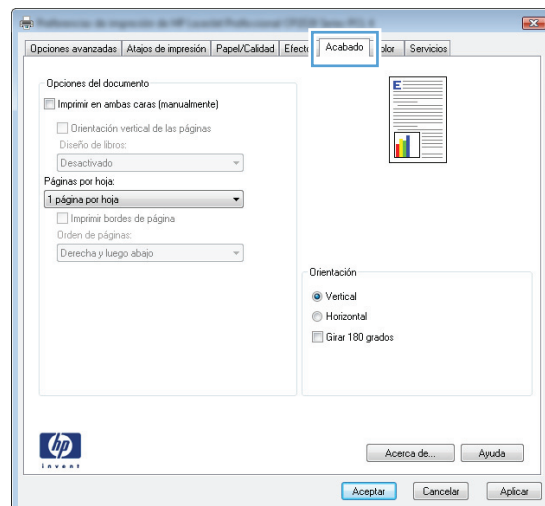 Opciones avanzadas Atajos de impresión Papel/Calidad Acabado Servicios
Opciones del documento
Imprimir en ambas caras (manualmente)
Orientación vertical de las páginas
Diseño de libros:
Desactivado
Páginas por hoja:
1 página por hoja
Imprimir bordes de página
Orden de páginas:
Derecha y luego abajo
E
Orientación
Vertical
Horizontal
Girar 180 grados
hp
invent
Acerca de... Ayuda
Aceptar Cancelar Aplicar